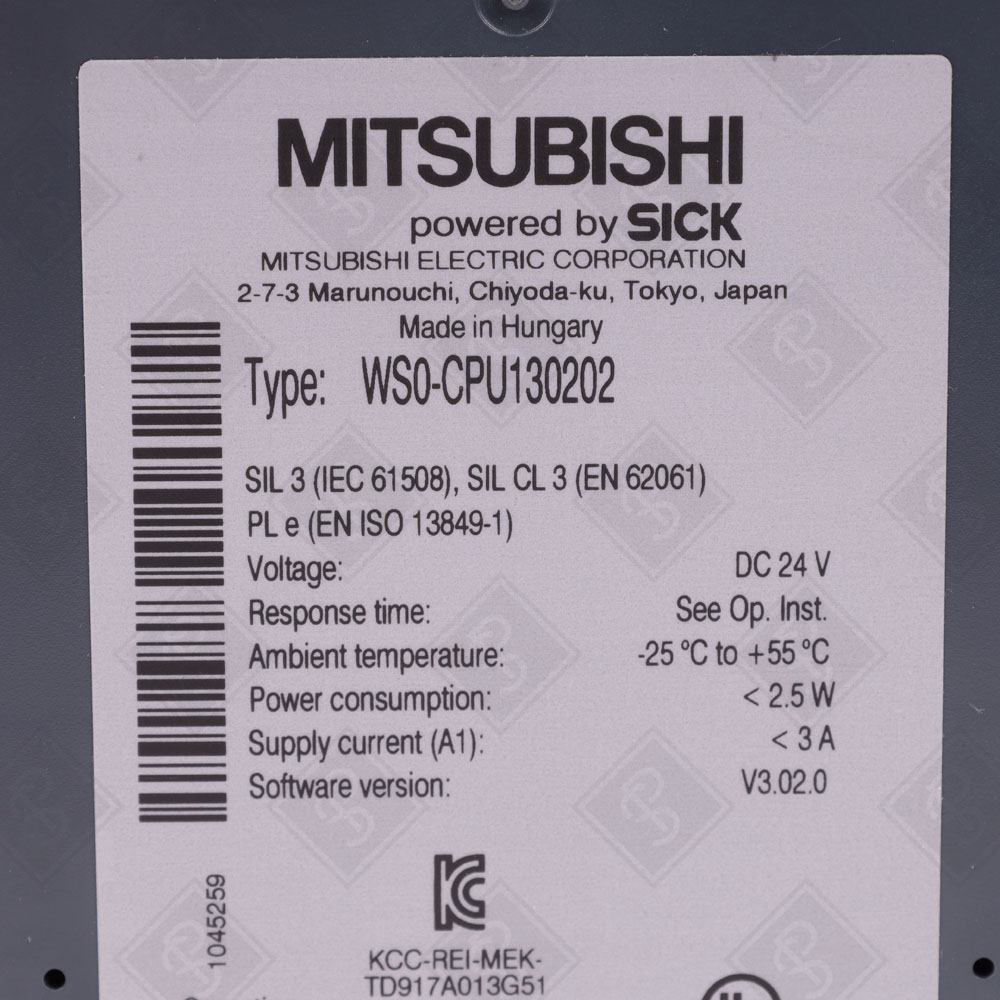 MITSUBISHI
powered by SICK
MITSUBISHI ELECTRIC CORPORATION
2-7-3 Marunouchi, Chiyoda-ku, Tokyo, Japan
Made in Hungary
Type: WS0-CPU130202
SIL 3 (IEC 61508), SIL CL 3 (EN 62061)
PL e (EN ISO 13849-1)
Voltage: DC 24 V
Response time: See Op. Inst.
Ambient temperature: -25 ºC to +55 ºC
Power consumption: < 2.5 W
Supply current (A1): < 3 A
Software version: V3.02.0
1045259
KCC-REI-MEK-
TD917A013G51